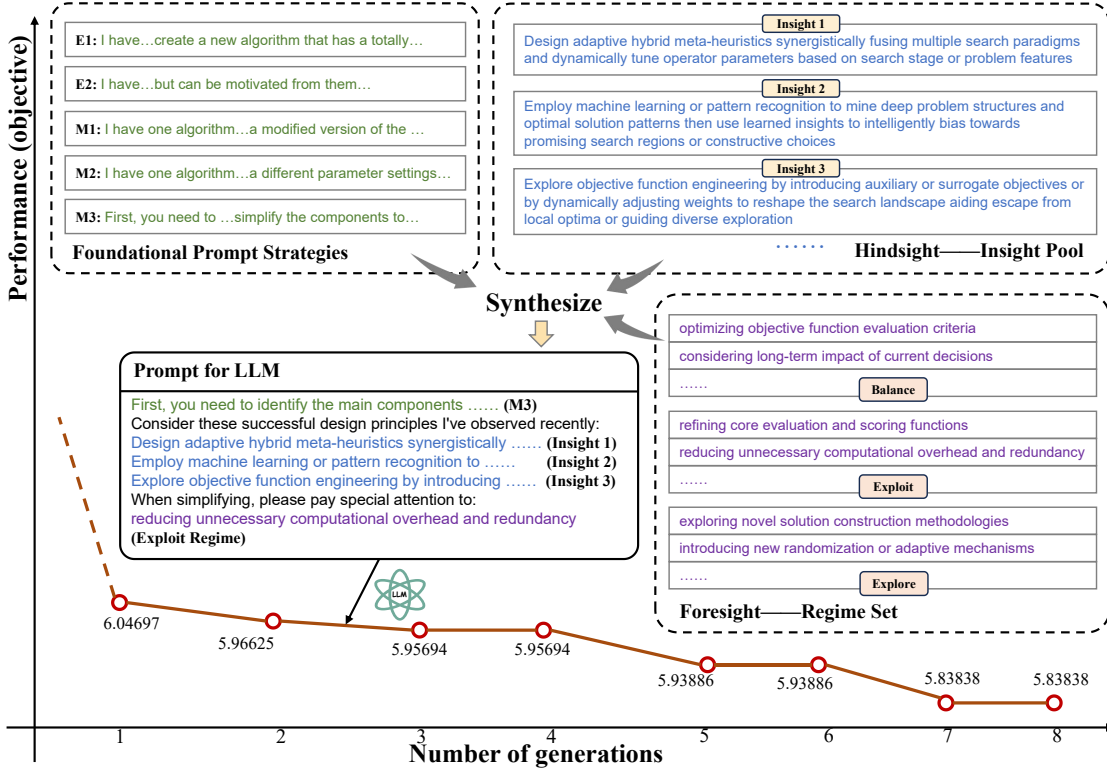 Performance (objective)
E1: I have…create a new algorithm that has a totally…
E2: I have…but can be motivated from them…
M1: I have one algorithm…a modified version of the …
M2: I have one algorithm…a different parameter settings…
M3: First, you need to …simplify the components to…
Foundational Prompt Strategies
Insight 1
Design adaptive hybrid meta-heuristics synergistically fusing multiple search paradigms
and dynamically tune operator parameters based on search stage or problem features
Insight 2
Employ machine learning or pattern recognition to mine deep problem structures and
optimal solution patterns then use learned insights to intelligently bias towards
promising search regions or constructive choices
Insight 3
Explore objective function engineering by introducing auxiliary or surrogate objectives or
by dynamically adjusting weights to reshape the search landscape aiding escape from
local optima or guiding diverse exploration
……
Hindsight——Insight Pool
Synthesize
optimizing objective function evaluation criteria
considering long-term impact of current decisions
……
Balance
refining core evaluation and scoring functions
reducing unnecessary computational overhead and redundancy
……
Exploit
exploring novel solution construction methodologies
introducing new randomization or adaptive mechanisms
……
Explore
Foresight——Regime Set
Prompt for LLM
First, you need to identify the main components …… (M3)
Consider these successful design principles I've observed recently:
Design adaptive hybrid meta-heuristics synergistically …… (Insight 1)
Employ machine learning or pattern recognition to …… (Insight 2)
Explore objective function engineering by introducing …… (Insight 3)
When simplifying, please pay special attention to:
reducing unnecessary computational overhead and redundancy
(Exploit Regime)
LLM
6.04697
5.96625
5.95694
5.95694
5.93886
5.93886
5.83838
5.83838
1
2
3
4
5
6
7
8
Number of generations